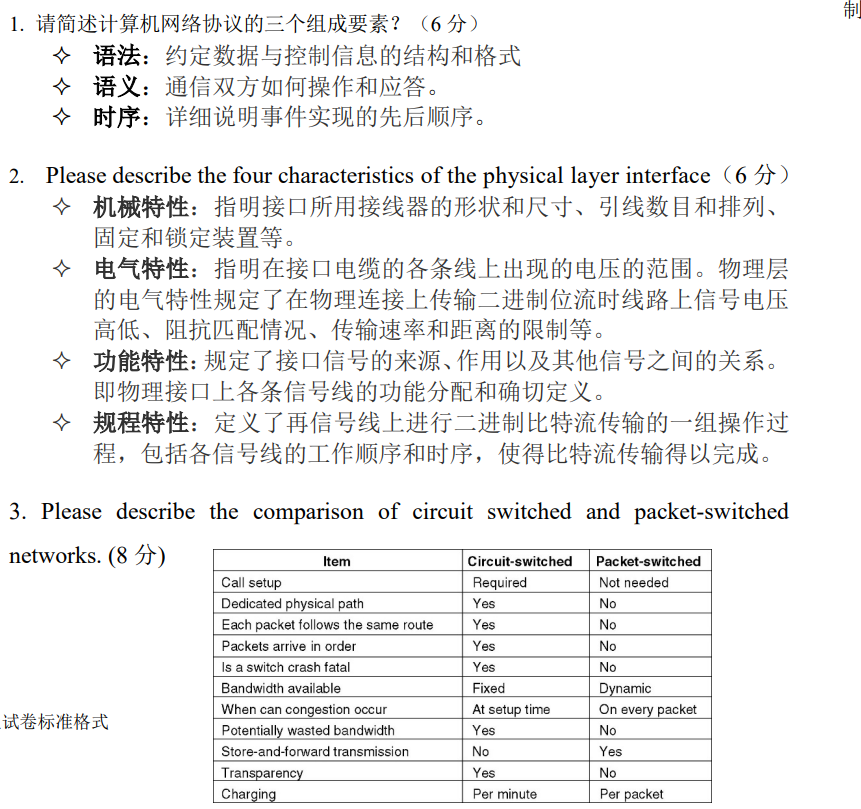 制
1. 请简述计算机网络协议的三个组成要素？（6 分）
✧ 语法：约定数据与控制信息的结构和格式
✧ 语义：通信双方如何操作和应答。
✧ 时序：详细说明事件实现的先后顺序。
2. Please describe the four characteristics of the physical layer interface（6 分）
✧ 机械特性：指明接口所用接线器的形状和尺寸、引线数目和排列、
固定和锁定装置等。
✧ 电气特性：指明在接口电缆的各条线上出现的电压的范围。物理层
的电气特性规定了在物理连接上传输二进制位流时线路上信号电压
高低、阻抗匹配情况、传输速率和距离的限制等。
✧ 功能特性：规定了接口信号的来源、作用以及其他信号之间的关系。
即物理接口上各条信号线的功能分配和确切定义。
✧ 规程特性：定义了再信号线上进行二进制比特流传输的一组操作过
程，包括各信号线的工作顺序和时序，使得比特流传输得以完成。
3. Please describe the comparison of circuit switched and packet-switched
networks. (8 分)
Item Circuit-switched Packet-switched
Call setup Required Not needed
Dedicated physical path Yes No
Each packet follows the same route Yes No
Packets arrive in order Yes No
Is a switch crash fatal Yes No
Bandwidth available Fixed Dynamic
When can congestion occur At setup time On every packet
Potentially wasted bandwidth Yes No
Store-and-forward transmission No Yes
Transparency Yes No
Charging Per minute Per packet
试卷标准格式